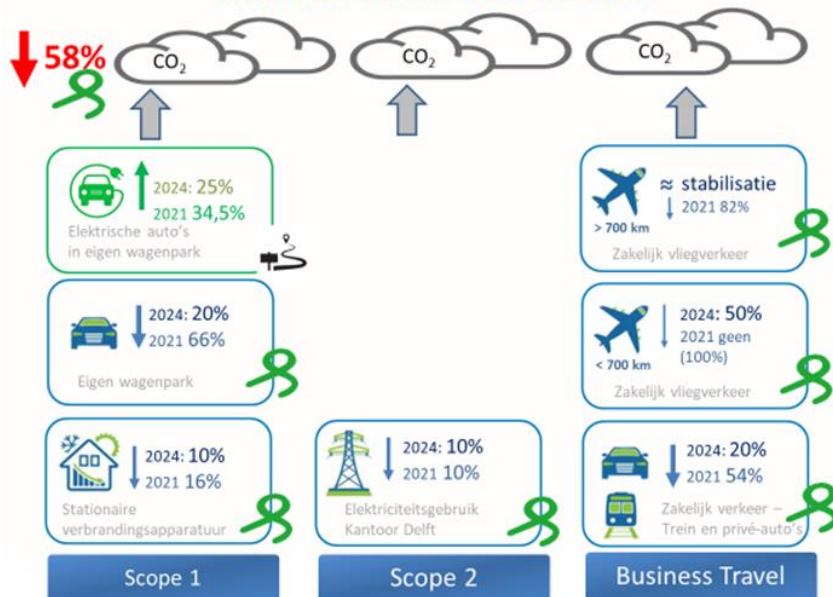 58%
CO2
CO2
CO2
2024: 25%
2021 34,5%
Elektrische auto's
in eigen wagenpark
2024: 20%
2021 66%
Eigen wagenpark
2024: 10%
2021 16%
Stationaire
verbrandingsapparatuur
Scope 1
2024: 10%
2021 10%
Elektriciteitsgebruik
Kantoor Delft
Scope 2
≈ stabilisatie
2021 82%
> 700 km
Zakelijk vliegverkeer
2024: 50%
2021 geen
(100%)
< 700 km
Zakelijk vliegverkeer
2024: 20%
2021 54%
Zakelijk verkeer –
Trein en privé-auto's
Business Travel